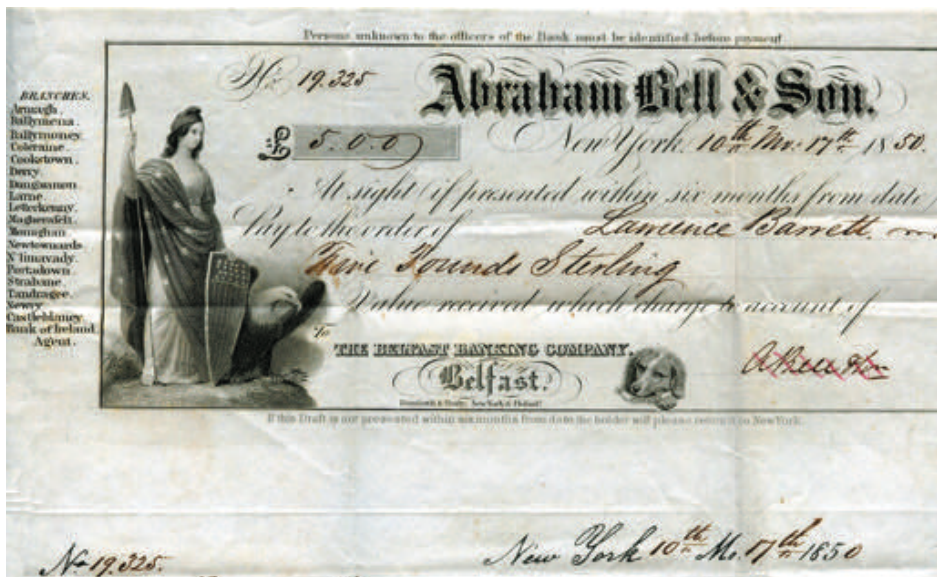 Persons unknown to the officers of the Bank must be identified before payment
No 19.325
Abraham Bell & Son.
£ 5.0.0
New York, 10th Mo. 17th 1850.
At sight (if presented within six months from date)
Pay to the order of Lawrence Barrett
Five Pounds Sterling
Value received which charge to account of
To
THE BELFAST BANKING COMPANY.
Belfast.
A Bell & Son
If this Draft is not presented within six months from date the holder will please return it to New York.
BRANCHES.
Armagh.
Ballymena.
Ballymoney.
Coleraine.
Cookstown.
Derry.
Dungannon.
Larne.
Letterkenny.
Magherafelt.
Monaghan.
Newtownards.
N Limavady.
Portadown.
Strabane.
Tandragee.
Newry.
Castleblaney.
Bank of Ireland
Agent.
No 19.325.
New York 10th Mo. 17th 1850